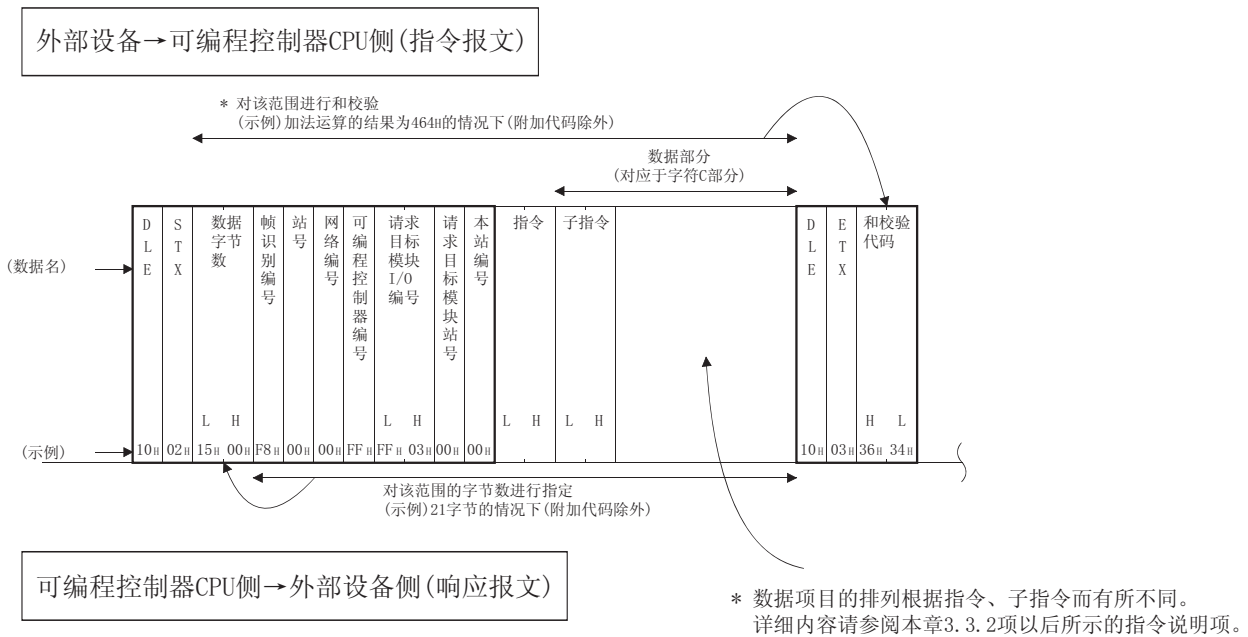 外部设备→可编程控制器CPU侧(指令报文)
* 对该范围进行和校验
(示例)加法运算的结果为464H的情况下(附加代码除外)
数据部分
(对应于字符C部分)
(数据名)
DLE
STX
数据
字节
数
帧识别编号
站号
网络编号
可编程控制器编号
请求
目标
模块
I/O
编号
请求目标模块站号
本站编号
指令
子指令
DLE
ETX
和校验
代码
L H
L H
L H
L H
H L
(示例)
10H 02H 15H 00H F8H 00H 00H FFH FFH 03H 00H 00H
10H 03H 36H 34H
对该范围的字节数进行指定
(示例)21字节的情况下(附加代码除外)
可编程控制器CPU侧→外部设备侧(响应报文)
* 数据项目的排列根据指令、子指令而有所不同。
详细内容请参阅本章3.3.2项以后所示的指令说明项。